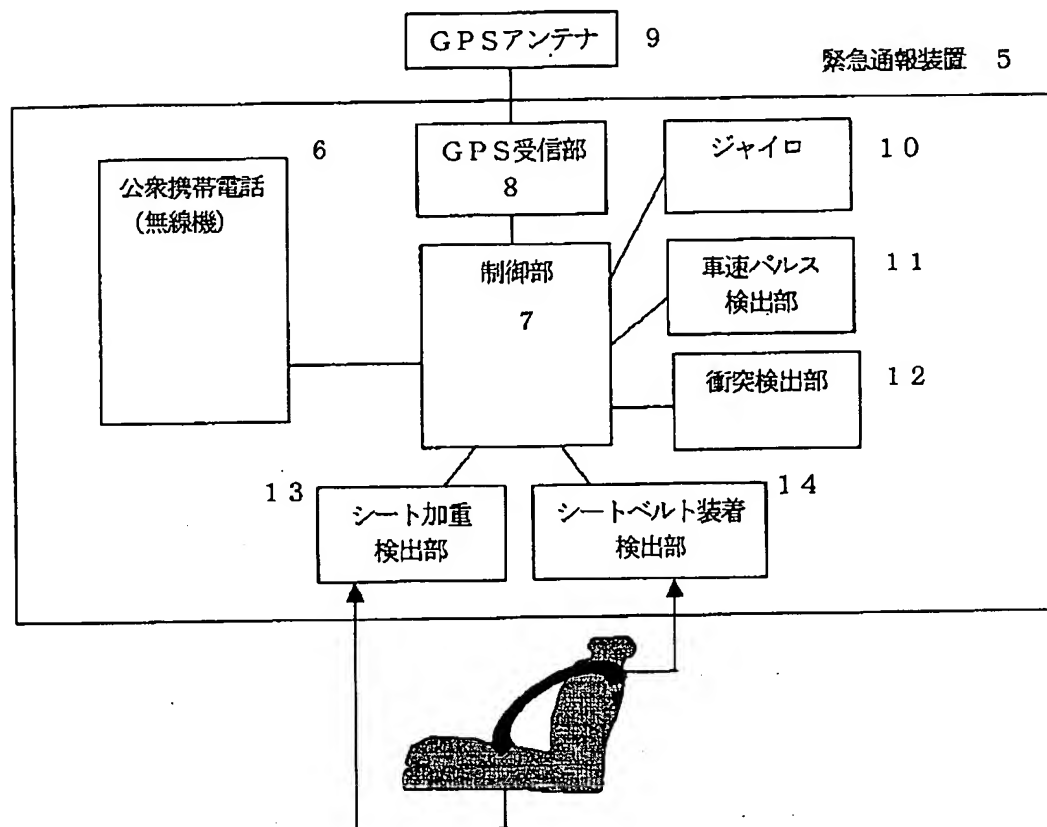 GPSアンテナ 9
緊急通報装置 5
6
公衆携帯電話
(無線機)
GPS受信部
8
ジャイロ 10
制御部
7
車速パルス 11
検出部
衝突検出部 12
13
シート加重
検出部
14
シートベルト装着
検出部